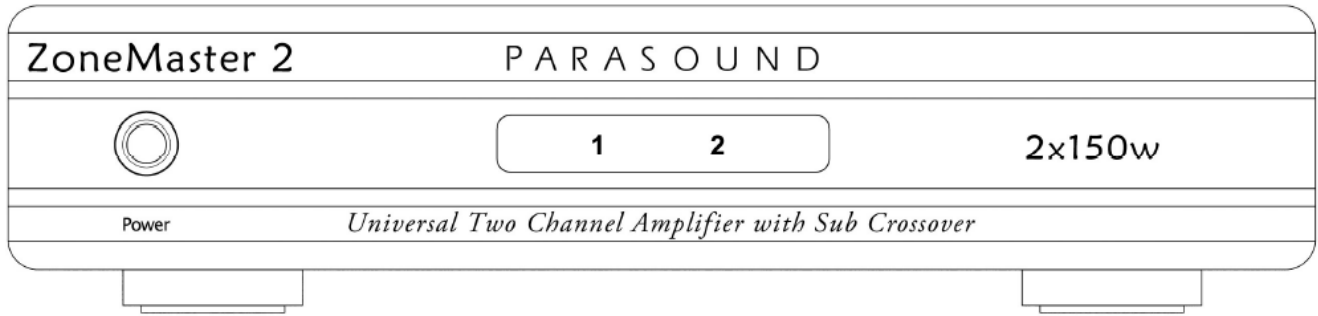 ZoneMaster 2 PARASOUND
1 2 2x150w
Power Universal Two Channel Amplifier with Sub Crossover